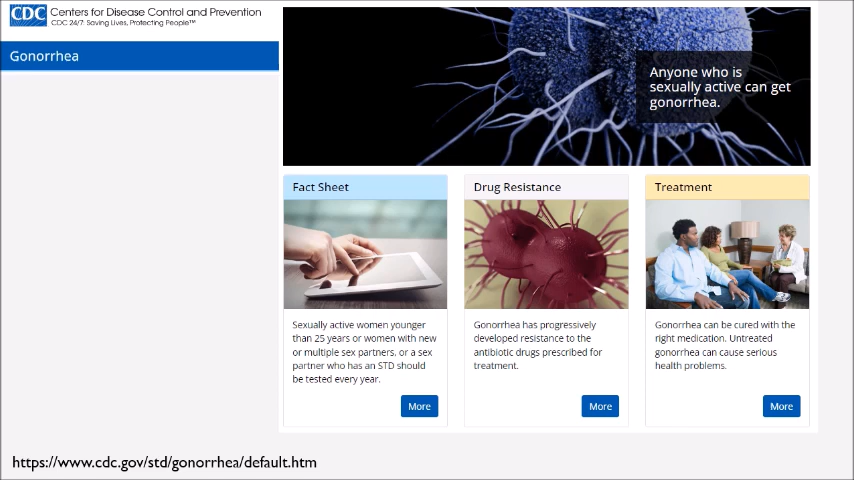 CDC Centers for Disease Control and Prevention
CDC 24/7: Saving Lives, Protecting People™
Gonorrhea
Anyone who is
sexually active can get
gonorrhea.
Fact Sheet
Sexually active women younger
than 25 years or women with new
or multiple sex partners, or a sex
partner who has an STD should
be tested every year.
More
Drug Resistance
Gonorrhea has progressively
developed resistance to the
antibiotic drugs prescribed for
treatment.
More
Treatment
Gonorrhea can be cured with the
right medication. Untreated
gonorrhea can cause serious
health problems.
More
https://www.cdc.gov/std/gonorrhea/default.htm